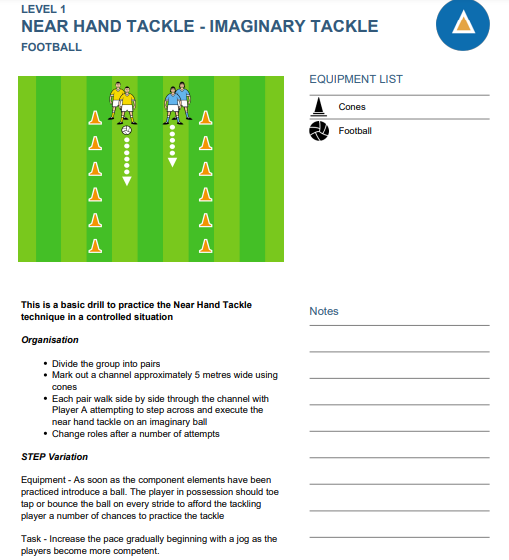 LEVEL 1
NEAR HAND TACKLE - IMAGINARY TACKLE
FOOTBALL
EQUIPMENT LIST
Cones
Football
This is a basic drill to practice the Near Hand Tackle
technique in a controlled situation
Organisation
• Divide the group into pairs
• Mark out a channel approximately 5 metres wide using
cones
• Each pair walk side by side through the channel with
Player A attempting to step across and execute the
near hand tackle on an imaginary ball
• Change roles after a number of attempts
STEP Variation
Equipment - As soon as the component elements have been
practiced introduce a ball. The player in possession should toe
tap or bounce the ball on every stride to afford the tackling
player a number of chances to practice the tackle
Task - Increase the pace gradually beginning with a jog as the
players become more competent.
Notes